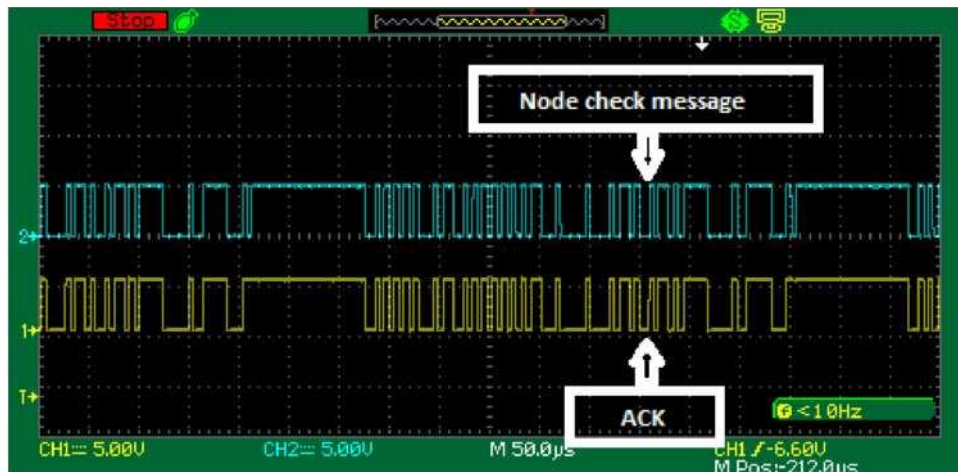 Stop
Node check message
2
1
T
ACK
<10Hz
CH1 5.00V CH2 5.00V M 50.0µs CH1 -6.60V
M Pos:-212.0µs